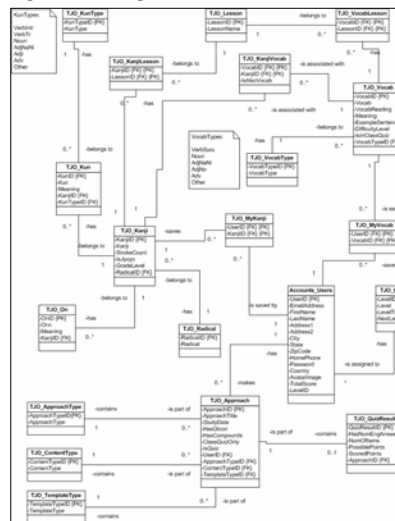 KunTypes:
VerbIntr
VerbTr
Noun
AdjNaNi
Adj
Adv
Other
TJO_KunType
-KunTypeID {PK}
-KunType
TJO_Lesson
-LessonID {PK}
-LessonName
TJO_VocabLesson
-VocabID {FK} {PK}
-LessonID {FK} {PK}
-belongs to
-belongs to
-has
1
0..*
TJO_KanjiLesson
-KanjiID {FK} {PK}
-LessonID {FK} {PK}
TJO_KanjiVocab
-VocabID {FK} {PK}
-KanjiID {FK} {PK}
-IsAlsoVocab
-is associated with
-is associated with
TJO_Vocab
-VocabID {PK}
-Vocab
-VocabReading
-Meaning
-DifficultyLevel
-IsInClassQuiz
-VocabTypeID {FK}
VocabTypes:
VerbSuru
Noun
AdjNaNi
AdjNo
Adv
Other
TJO_VocabType
-VocabTypeID {PK}
-VocabType
-has
-belongs to
TJO_Kun
-KunID {PK}
-Kun
-Meaning
-KanjiID {FK}
-KunTypeID {FK}
-has
-belongs to
TJO_Kanji
-KanjiID {PK}
-Kanji
-StrokeCount
-IsJoyo
-GradeLevel
-RadicalID {FK}
-saves
TJO_MyKanji
-UserID {FK} {PK}
-KanjiID {FK} {PK}
-is saved by
TJO_MyVocab
-UserID {FK} {PK}
-VocabID {FK} {PK}
TJO_On
-OnID {PK}
-Meaning
-KanjiID {FK}
-belongs to
-has
-belongs to
-has
TJO_Radical
-RadicalID {PK}
-Radical
Accounts_Users
-UserID {PK}
-EmailAddress
-FirstName
-LastName
-Address1
-Address2
-City
-State
-ZipCode
-HomePhone
-Password
-Country
-AvatarImage
-TotalScore
-LevelID
-is assigned to
-has
-makes
TJO_ApproachType
-ApproachTypeID {PK}
-ApproachType
-contains
-is part of
TJO_ContentType
-ContentTypeID {PK}
-ContentType
-contains
-is part of
TJO_TemplateType
-TemplateTypeID {PK}
-TemplateType
-contains
-is part of
TJO_Approach
-ApproachID {PK}
-ApproachTitle
-StudyDate
-HasCompounds
-ClassQuizOnly
-IsQuiz
-UserID {FK}
-ApproachTypeID {FK}
-ContentTypeID {FK}
-TemplateTypeID {FK}
-is part of
-contains
1
0..1
TJO_QuizResult
-QuizResultID {PK}
-NumOfItems
-PossiblePoints
-ScoredPoints
-ApproachID {FK}